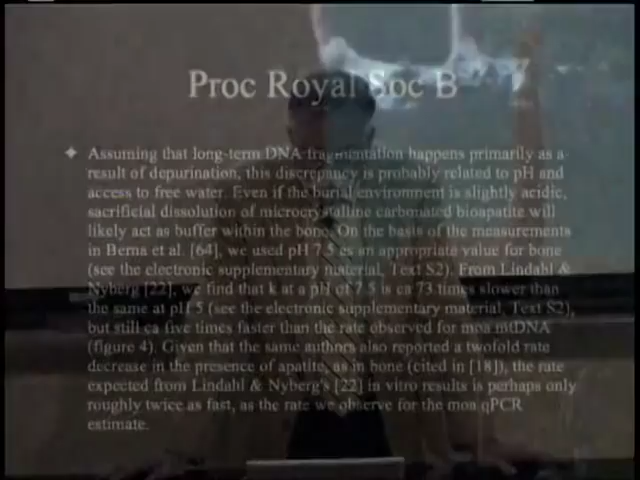 Proc Royal Soc B
Assuming that long-term DNA fragmentation happens primarily as a
result of depurination, this discrepancy is probably related to pH and
access to free water. Even if the burial environment is slightly acidic,
sacrificial dissolution of microcrystalline carbonated bioapatite will
likely act as buffer within the bone. On the basis of the measurements
in Berna et al. [64], we used pH 7.5 as an appropriate value for bone
(see the electronic supplementary material, Text S2). From Lindahl &
Nyberg [22], we find that k at a pH of 7.5 is ca 73 times slower than
the same at pH 5 (see the electronic supplementary material, Text S2),
but still ca five times faster than the rate observed for moa mtDNA
(figure 4). Given that the same authors also reported a twofold rate
decrease in the presence of apatite, as in bone (cited in [18]), the rate
expected from Lindahl & Nyberg's [22] in vitro results is perhaps only
roughly twice as fast, as the rate we observe for the moa qPCR
estimate.